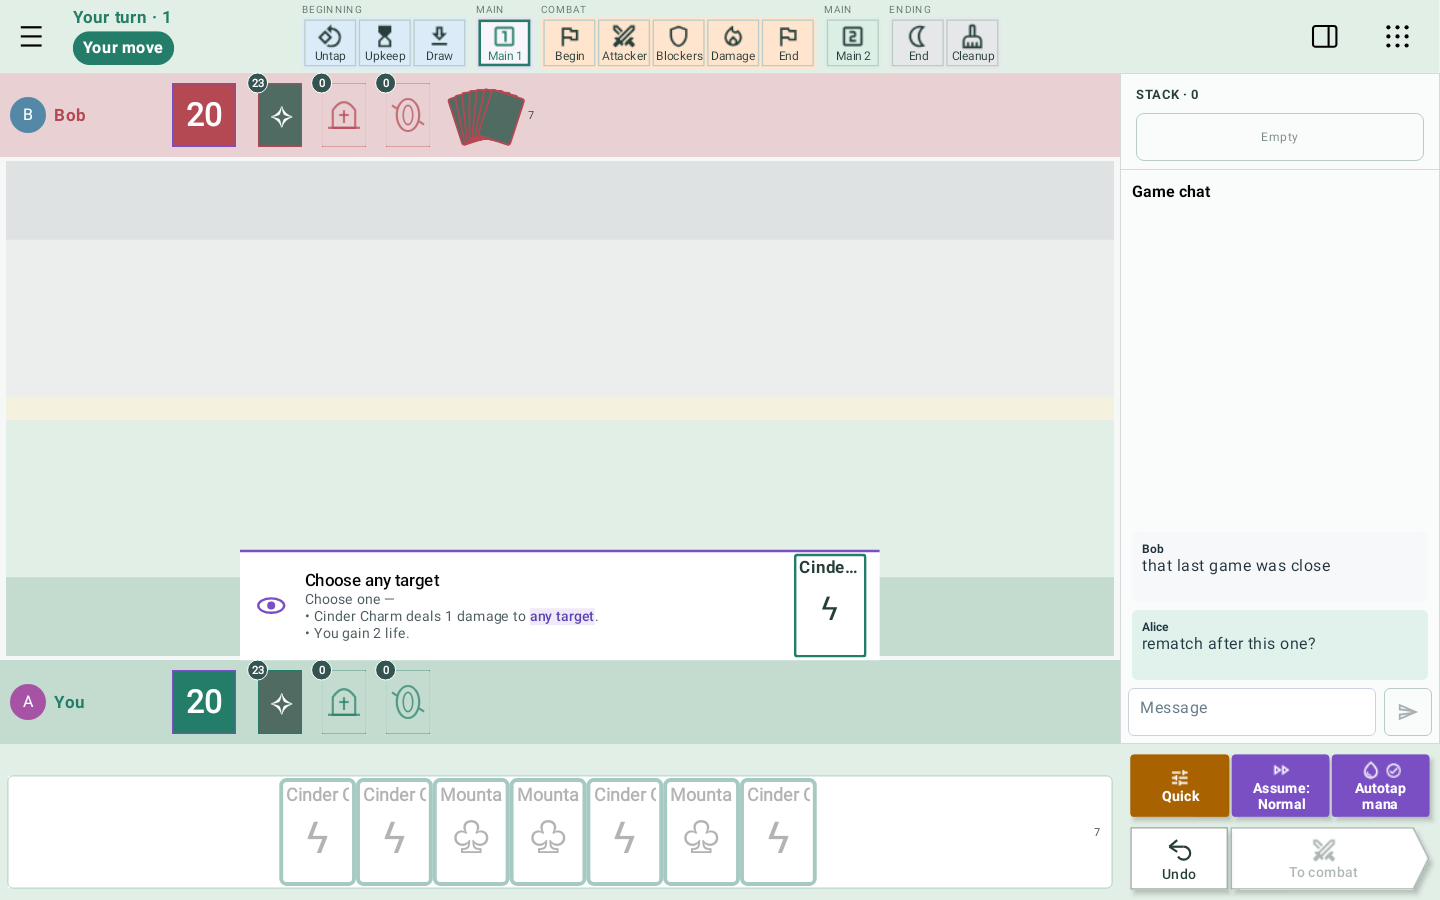 Your turn · 1
Your move
BEGINNING
Untap
Upkeep
Draw
MAIN
1
Main 1
COMBAT
Begin
Attacker
Blockers
Damage
End
MAIN
2
Main 2
ENDING
End
Cleanup
B
Bob
20
23
0
0
7
STACK · 0
Empty
Game chat
Bob
that last game was close
Alice
rematch after this one?
Message
Choose any target
Choose one —
• Cinder Charm deals 1 damage to any target.
• You gain 2 life.
Cinde...
A
You
20
23
0
0
Cinder C
Cinder C
Mounta
Mounta
Cinder C
Mounta
Cinder C
7
Quick
Assume:
Normal
Autotap
mana
Undo
To combat